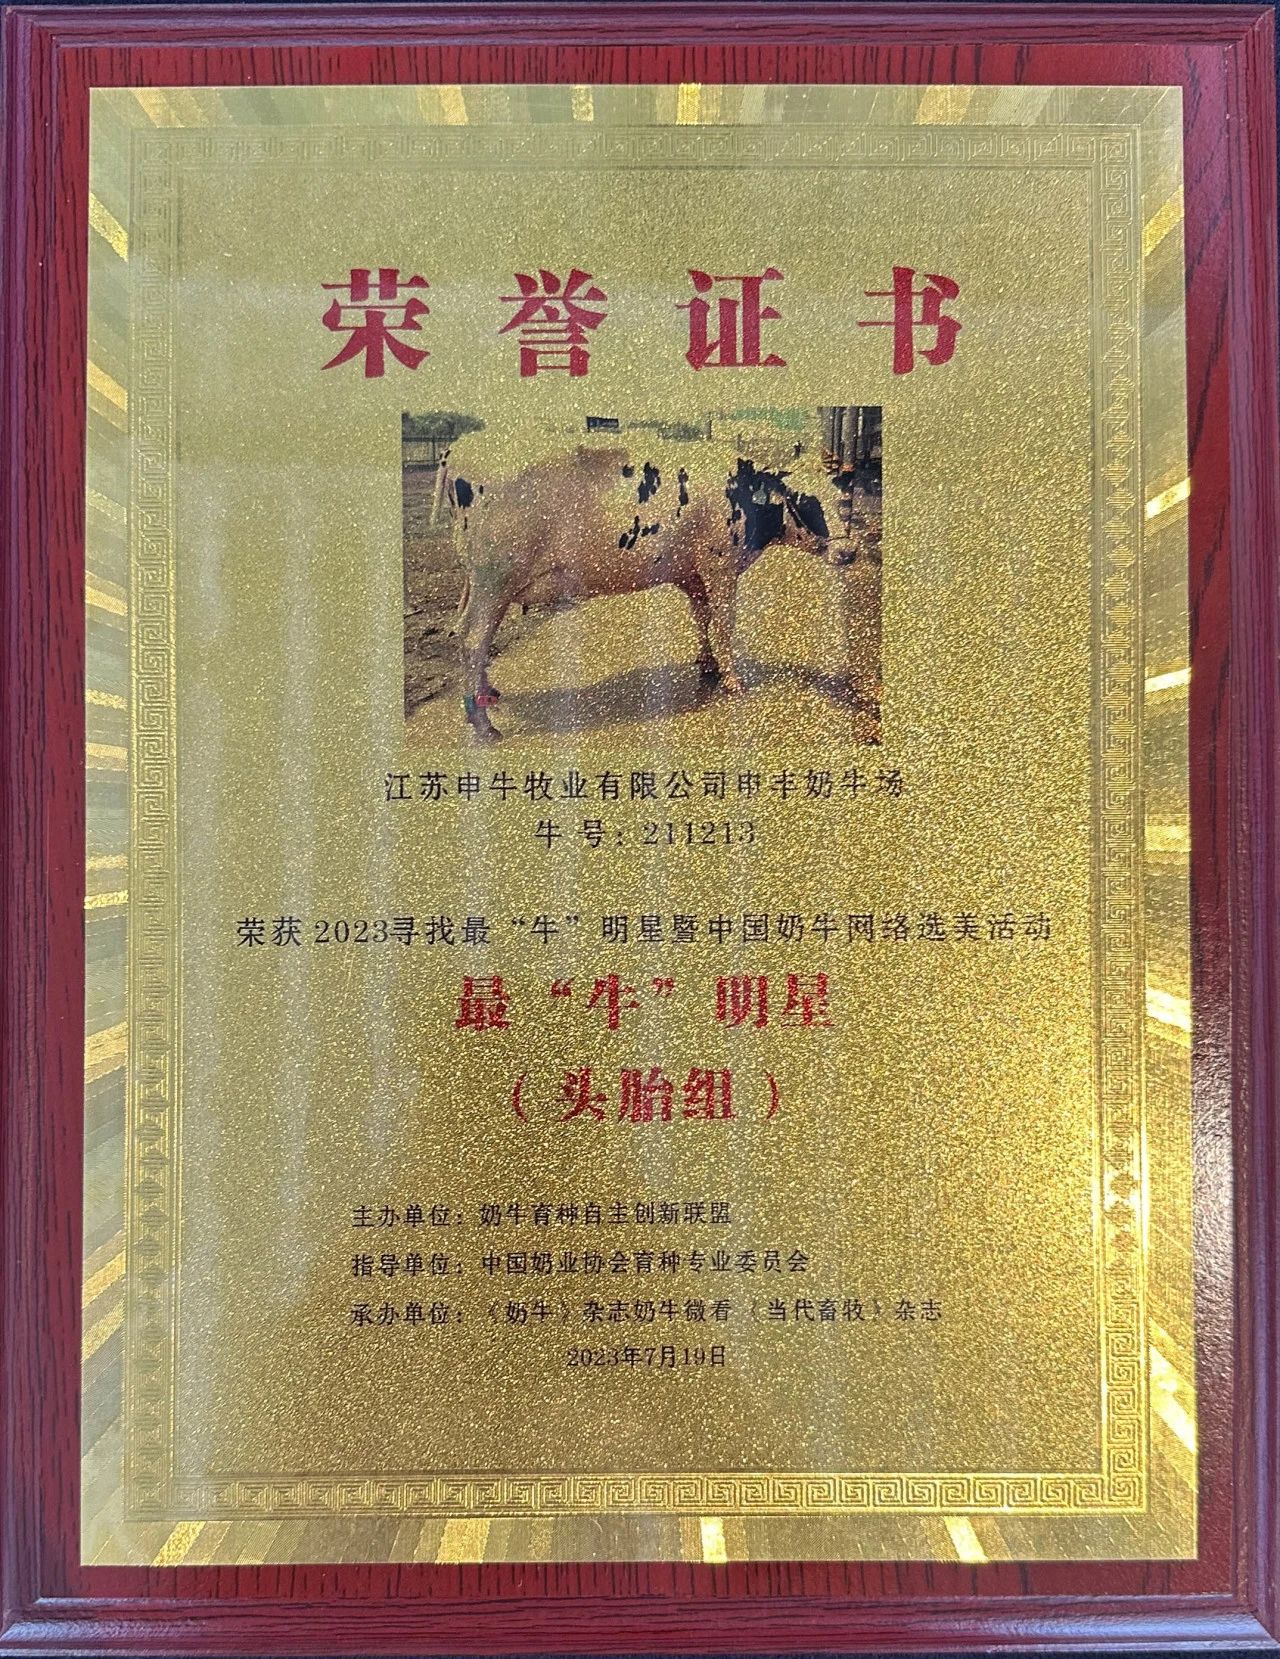 荣誉证书
江苏申牛牧业有限公司申丰奶牛场
牛号：211213
荣获2023寻找最“牛”明星暨中国奶牛网络选美活动
最“牛”明星
（头胎组）
主办单位：奶牛育种自主创新联盟
指导单位：中国奶业协会育种专业委员会
承办单位：《奶牛》杂志奶牛微看《当代畜牧》杂志
2023年7月19日